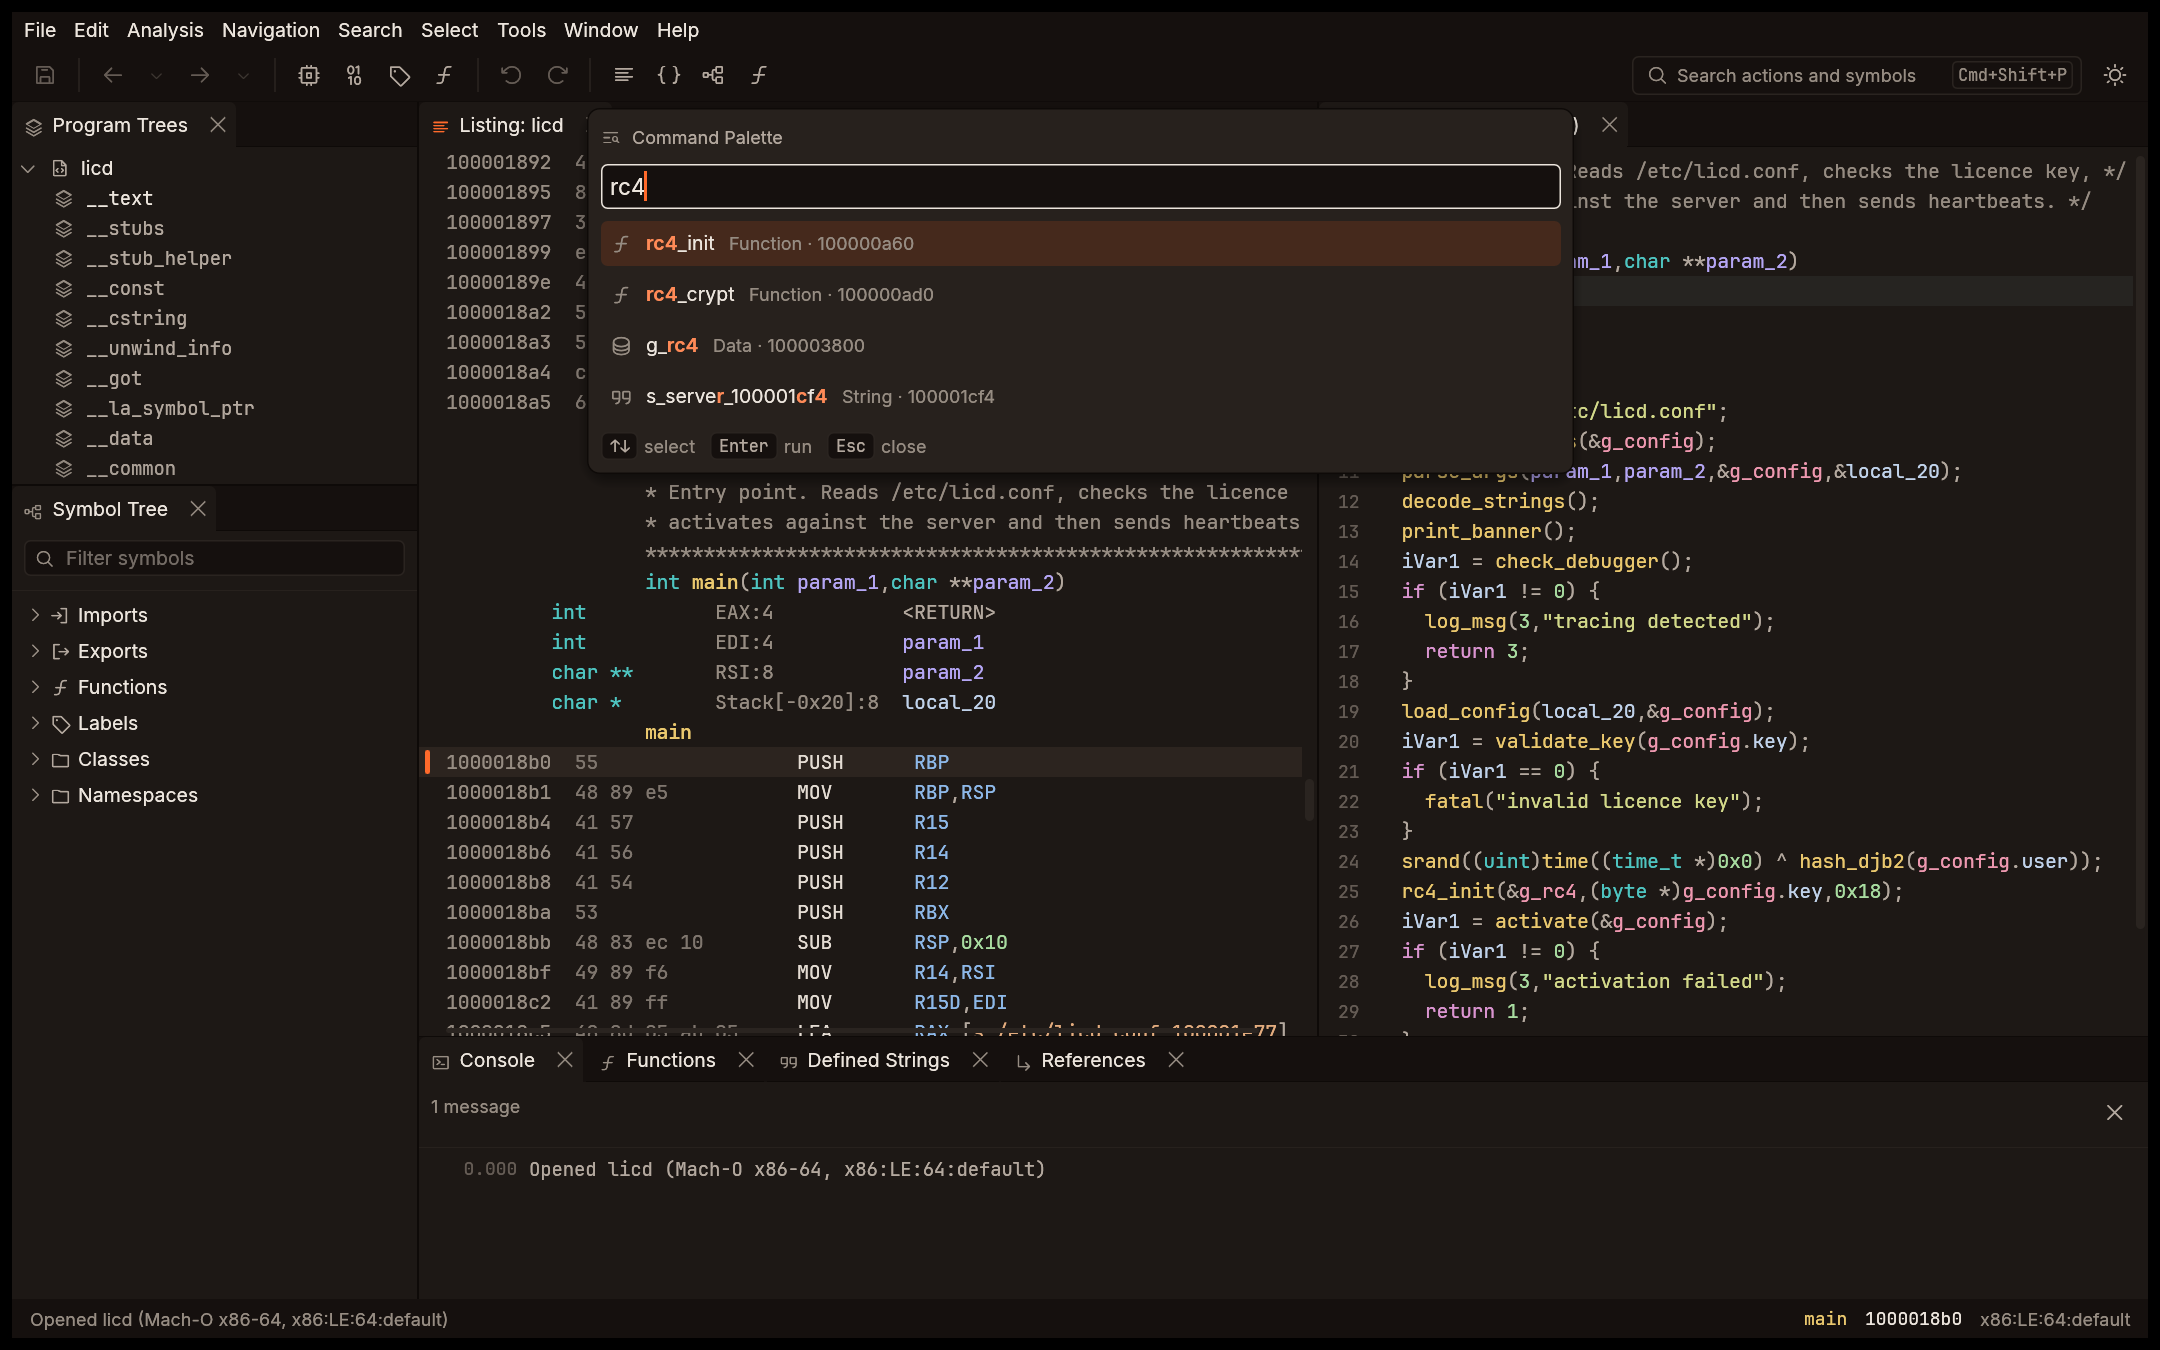 File Edit Analysis Navigation Search Select Tools Window Help
Search actions and symbols Cmd+Shift+P
Program Trees
licd
__text
__stubs
__stub_helper
__const
__cstring
__unwind_info
__got
__la_symbol_ptr
__data
__common
Symbol Tree
Filter symbols
Imports
Exports
Functions
Labels
Classes
Namespaces
Listing: licd
100001892 4
100001895 8
100001897 3
100001899 e
10000189e 4
1000018a2 5
1000018a3 5
1000018a4 c
1000018a5 6
Command Palette
rc4
rc4_init Function · 100000a60
rc4_crypt Function · 100000ad0
g_rc4 Data · 100003800
s_server_100001cf4 String · 100001cf4
↑↓ select Enter run Esc close
* Entry point. Reads /etc/licd.conf, checks the licence
* activates against the server and then sends heartbeats
*********************************************************
int main(int param_1,char **param_2)
int EAX:4 <RETURN>
int EDI:4 param_1
char ** RSI:8 param_2
char * Stack[-0x20]:8 local_20
main
1000018b0 55 PUSH RBP
1000018b1 48 89 e5 MOV RBP,RSP
1000018b4 41 57 PUSH R15
1000018b6 41 56 PUSH R14
1000018b8 41 54 PUSH R12
1000018ba 53 PUSH RBX
1000018bb 48 83 ec 10 SUB RSP,0x10
1000018bf 49 89 f6 MOV R14,RSI
1000018c2 41 89 ff MOV R15D,EDI
)
Reads /etc/licd.conf, checks the licence key, */
the server and then sends heartbeats. */
,char **param_2)
/licd.conf";
(&g_config);
parse_args(param_1,param_2,&g_config,&local_20);
12 decode_strings();
13 print_banner();
14 iVar1 = check_debugger();
15 if (iVar1 != 0) {
16 log_msg(3,"tracing detected");
17 return 3;
18 }
19 load_config(local_20,&g_config);
20 iVar1 = validate_key(g_config.key);
21 if (iVar1 == 0) {
22 fatal("invalid licence key");
23 }
24 srand((uint)time((time_t *)0x0) ^ hash_djb2(g_config.user));
25 rc4_init(&g_rc4,(byte *)g_config.key,0x18);
26 iVar1 = activate(&g_config);
27 if (iVar1 != 0) {
28 log_msg(3,"activation failed");
29 return 1;
Console Functions Defined Strings References
1 message
0.000 Opened licd (Mach-O x86-64, x86:LE:64:default)
Opened licd (Mach-O x86-64, x86:LE:64:default)
main 1000018b0 x86:LE:64:default